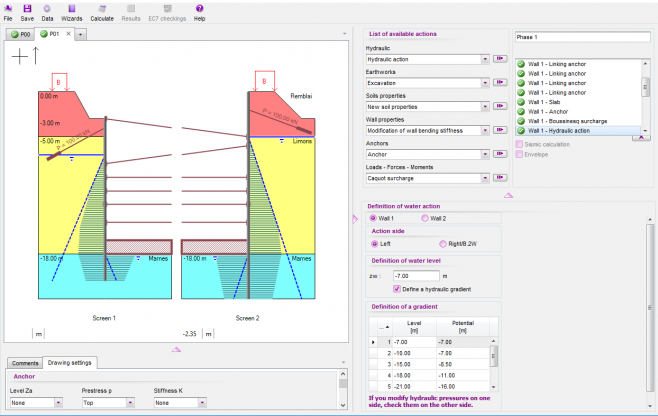 File Save Data Wizards Calculate Results EC7 checkings Help
P00 P01 × +
B
0.00 m
-3.00 m
-5.00 m
P = 100.00 kN
-18.00 m
Marnes
B
Remblai
P = 100.00 kN
Limons
-18.00 m
Marnes
Screen 1
Screen 2
m -2.35 m
Comments Drawing settings
Anchor
Level Za Prestress p Stiffness K
None Top None
List of available actions
Hydraulic
Hydraulic action
Earthworks
Excavation
Soils properties
New soil properties
Wall properties
Modification of wall bending stiffness
Anchors
Anchor
Loads - Forces - Moments
Caquot surcharge
Phase 1
Wall 1 - Linking anchor
Wall 1 - Linking anchor
Wall 1 - Linking anchor
Wall 1 - Slab
Wall 1 - Anchor
Wall 1 - Boussinesq surcharge
Wall 1 - Hydraulic action
Seismic calculation
Envelope
Definition of water action
Wall 1 Wall 2
Action side
Left Right/B.2W
Definition of water level
zw : -7.00 m
Define a hydraulic gradient
Definition of a gradient
... Level [m] Potential [m]
1 -7.00 -7.00
2 -10.00 -7.00
3 -15.00 -8.50
4 -18.00 -11.00
5 -21.00 -16.00
If you modify hydraulic pressures on one
side, check them on the other side.